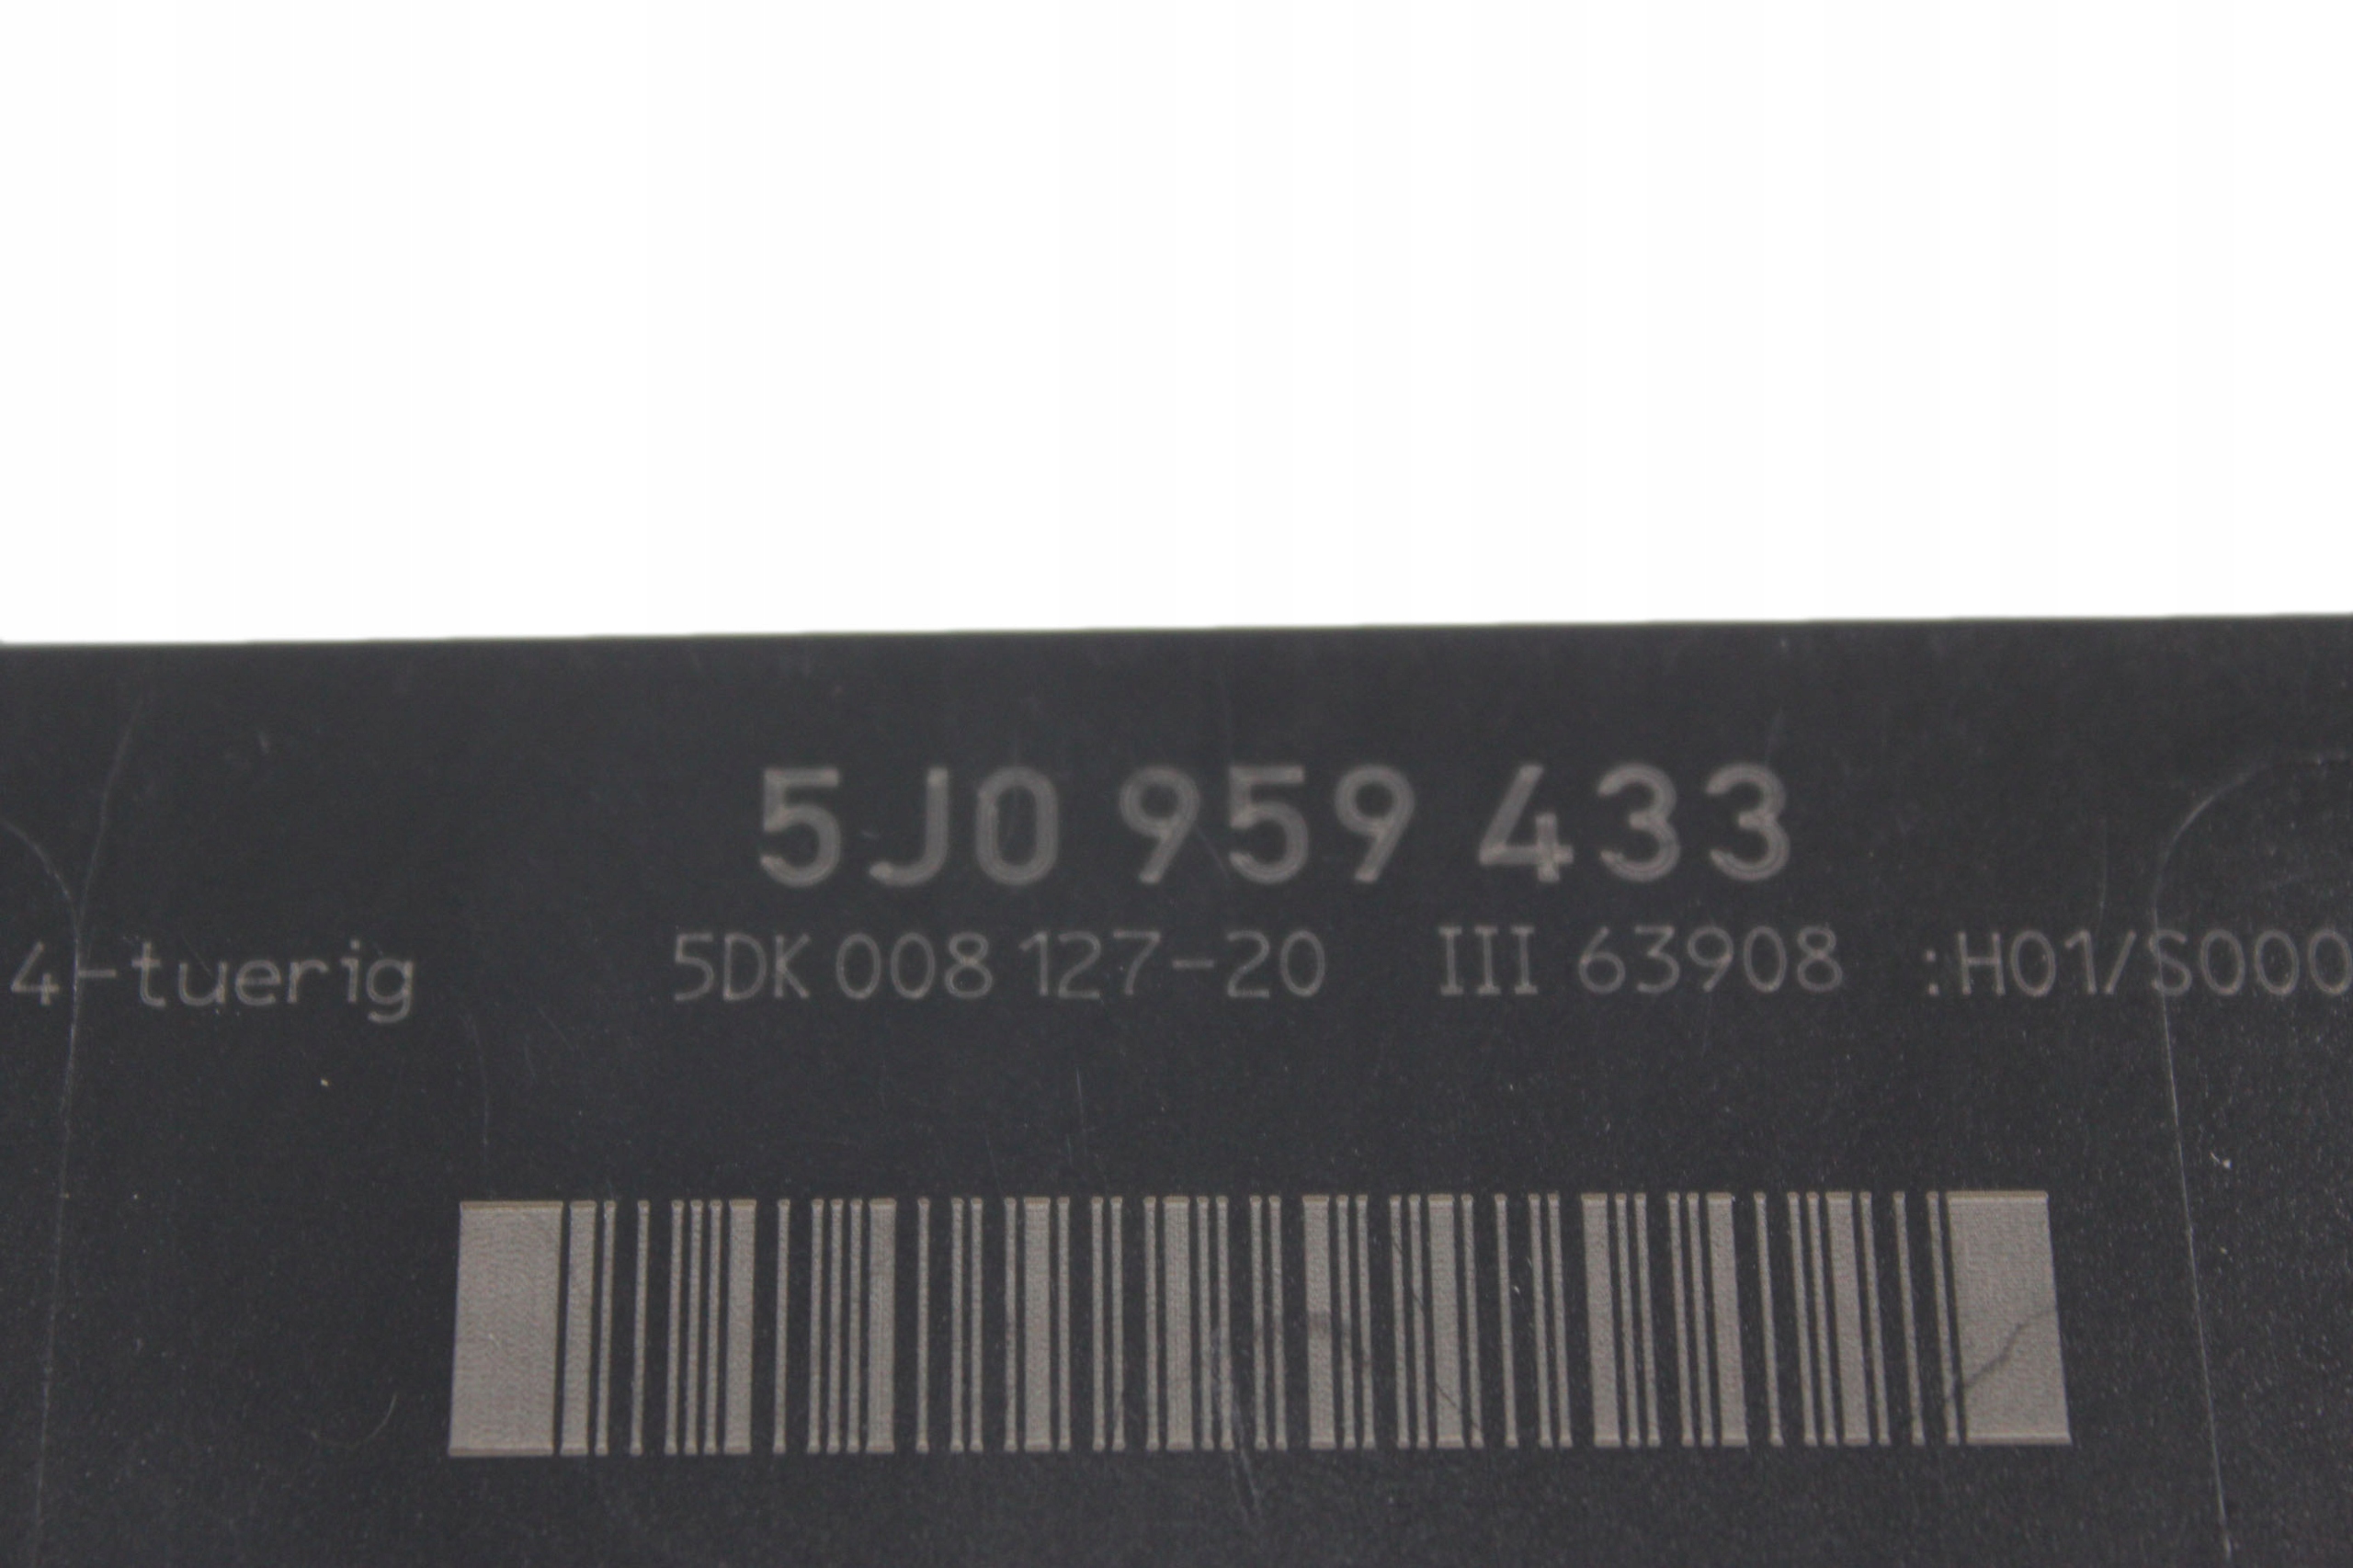 5J0 959 433
4-tuerig 5DK 008 127-20 III 63908 :H01/S000